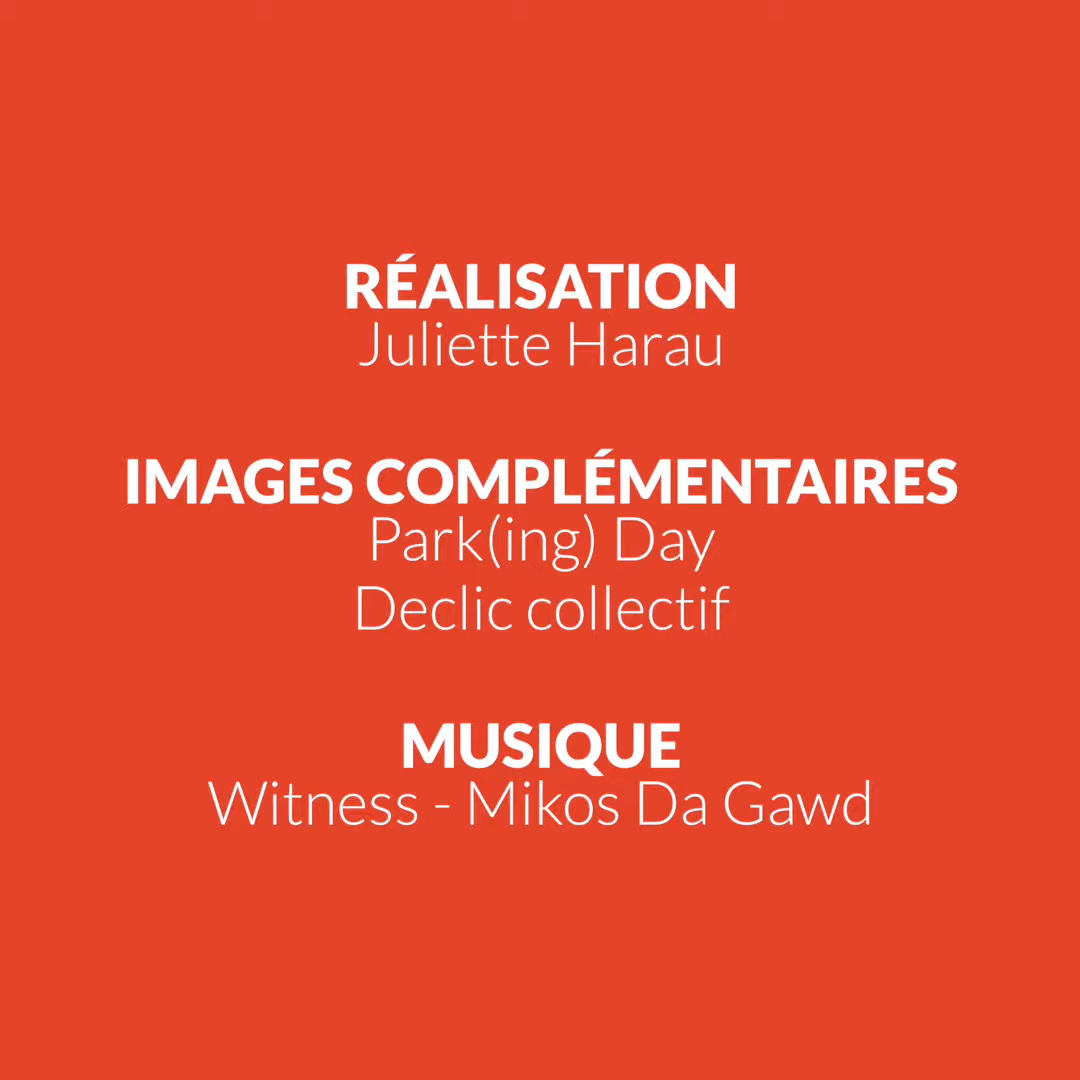 RÉALISATION
Juliette Harau
IMAGES COMPLÉMENTAIRES
Park(ing) Day
Declic collectif
MUSIQUE
Witness - Mikos Da Gawd